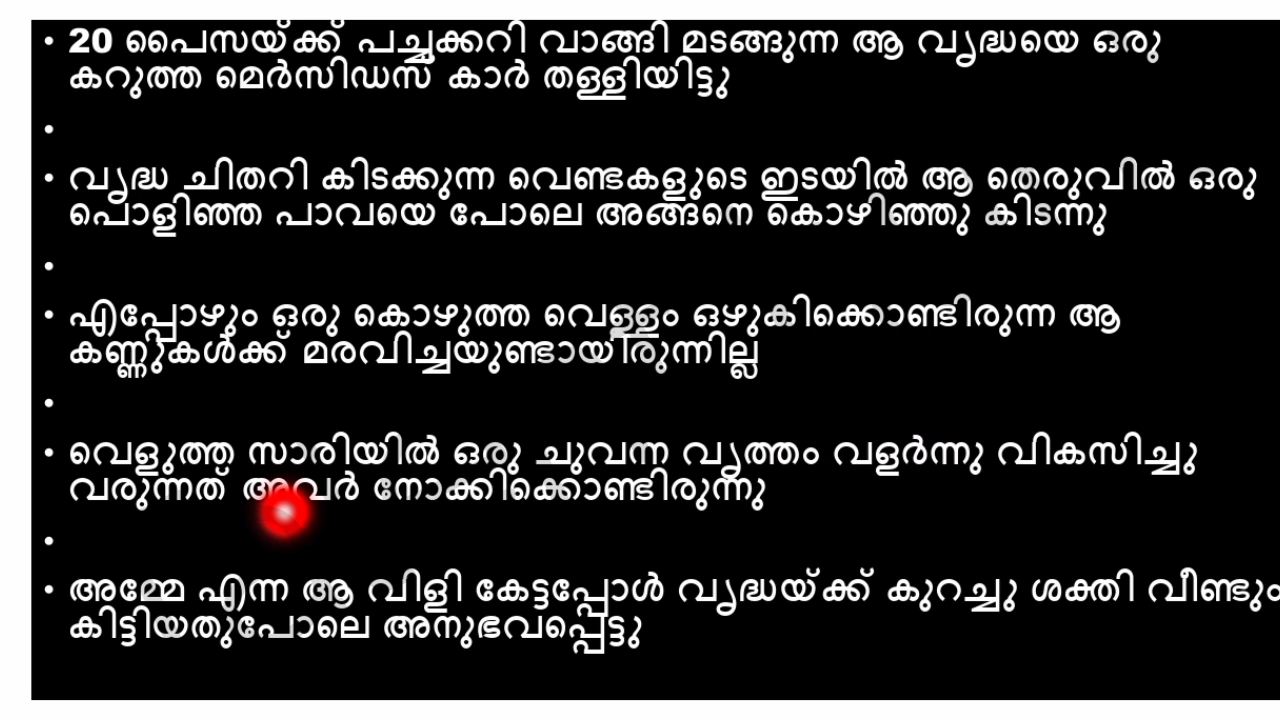 • 20 പൈസയ്ക്ക് പച്ചക്കറി വാങ്ങി മടങ്ങുന്ന ആ വൃദ്ധയെ ഒരു
കറുത്ത മെർസിഡസ് കാർ തള്ളിയിട്ടു
•
• വൃദ്ധ ചിതറി കിടക്കുന്ന വെണ്ടകളുടെ ഇടയിൽ ആ തെരുവിൽ ഒരു
പൊളിഞ്ഞ പാവയെ പോലെ അങ്ങനെ കൊഴിഞ്ഞു കിടന്നു
•
• എപ്പോഴും ഒരു കൊഴുത്ത വെള്ളം ഒഴുകിക്കൊണ്ടിരുന്ന ആ
കണ്ണുകൾക്ക് മരവിച്ചയുണ്ടായിരുന്നില്ല
•
• വെളുത്ത സാരിയിൽ ഒരു ചുവന്ന വൃത്തം വളർന്നു വികസിച്ചു
വരുന്നത് അവർ നോക്കിക്കൊണ്ടിരുന്നു
•
• അമ്മേ എന്ന ആ വിളി കേട്ടപ്പോൾ വൃദ്ധയ്ക്ക് കുറച്ചു ശക്തി വീണ്ടും
കിട്ടിയതുപോലെ അനുഭവപ്പെട്ടു